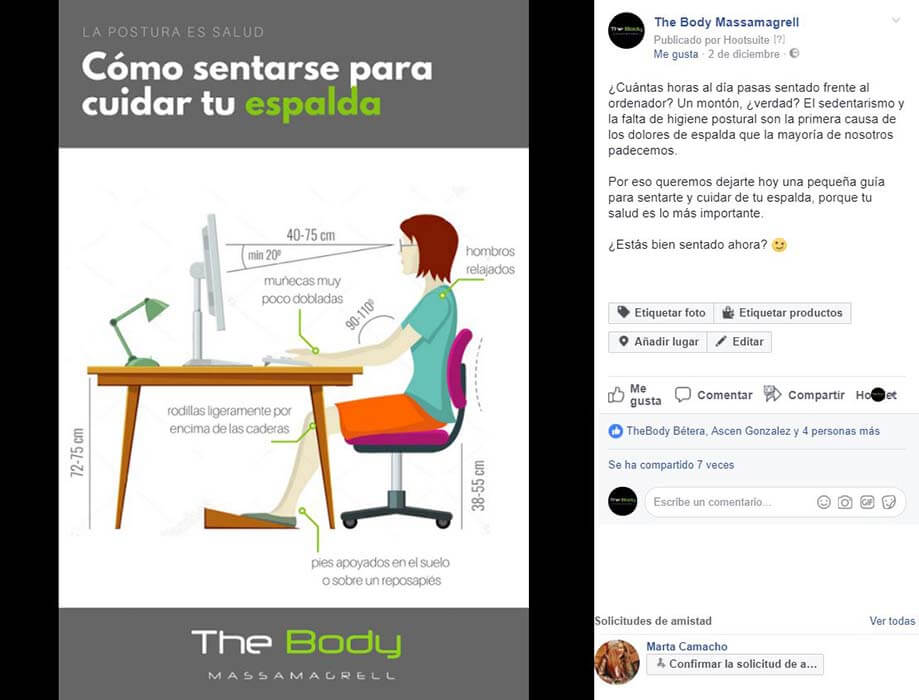 LA POSTURA ES SALUD
Cómo sentarse para
cuidar tu espalda
40-75 cm
min 20º
hombros
relajados
muñecas muy
poco dobladas
90-110º
rodillas ligeramente por
encima de las caderas
72-75 cm
38-55 cm
pies apoyados en el suelo
o sobre un reposapiés
The Body
MASSAMAGRELL
The Body Massamagrell
Publicado por Hootsuite [?]
Me gusta · 2 de diciembre ·
¿Cuántas horas al día pasas sentado frente al
ordenador? Un montón, ¿verdad? El sedentarismo y
la falta de higiene postural son la primera causa de
los dolores de espalda que la mayoría de nosotros
padecemos.
Por eso queremos dejarte hoy una pequeña guía
para sentarte y cuidar de tu espalda, porque tu
salud es lo más importante.
¿Estás bien sentado ahora? 🙂
Etiquetar foto Etiquetar productos
Añadir lugar Editar
Me
gusta Comentar Compartir
TheBody Bétera, Ascen Gonzalez y 4 personas más
Se ha compartido 7 veces
Escribe un comentario... GIF
Solicitudes de amistad Ver todas
Marta Camacho
Confirmar la solicitud de a...